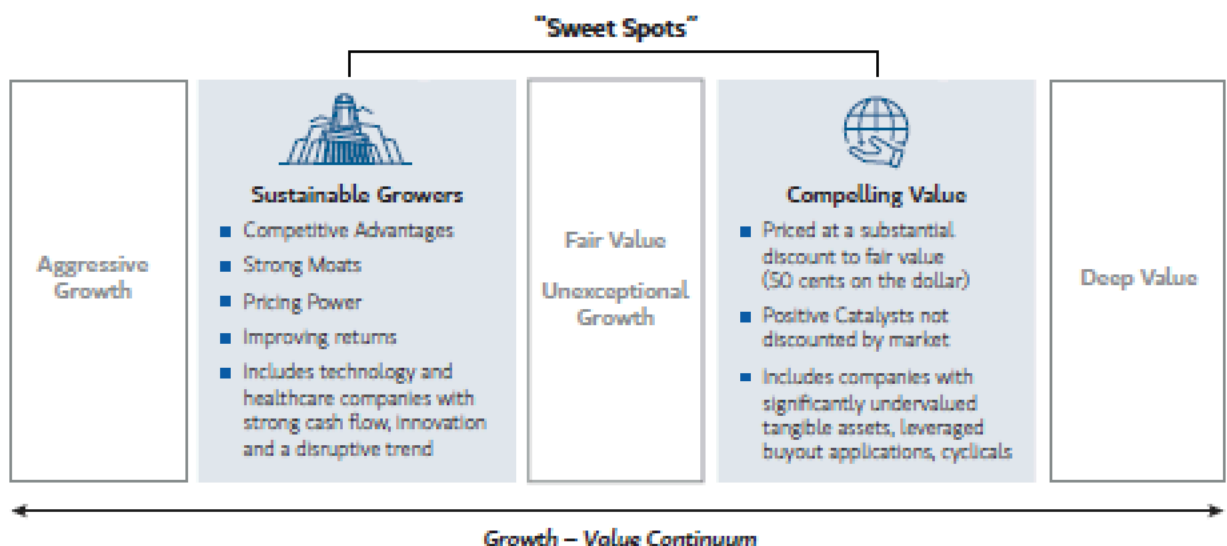 "Sweet Spots"
Aggressive
Growth
Sustainable Growers
Competitive Advantages
Strong Moats
Pricing Power
Improving returns
Includes technology and
healthcare companies with
strong cash flow, innovation
and a disruptive trend
Fair Value
Unexceptional
Growth
Compelling Value
Priced at a substantial
discount to fair value
(50 cents on the dollar)
Positive Catalysts not
discounted by market
Includes companies with
significantly undervalued
tangible assets, leveraged
buyout applications, cyclicals
Deep Value
Growth – Value Continuum